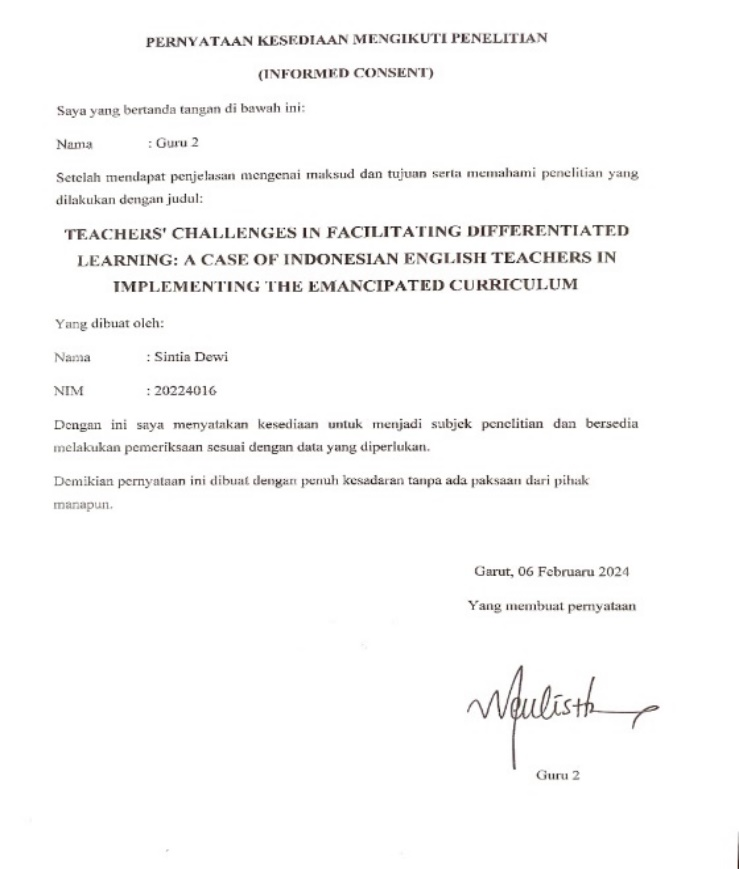 PERNYATAAN KESEDIAAN MENGIKUTI PENELITIAN
(INFORMED CONSENT)
Saya yang bertanda tangan di bawah ini:
Nama : Guru 2
Setelah mendapat penjelasan mengenai maksud dan tujuan serta memahami penelitian yang
dilakukan dengan judul:
TEACHERS' CHALLENGES IN FACILITATING DIFFERENTIATED
LEARNING: A CASE OF INDONESIAN ENGLISH TEACHERS IN
IMPLEMENTING THE EMANCIPATED CURRICULUM
Yang dibuat oleh:
Nama : Sintia Dewi
NIM : 20224016
Dengan ini saya menyatakan kesediaan untuk menjadi subjek penelitian dan bersedia
melakukan pemeriksaan sesuai dengan data yang diperlukan.
Demikian pernyataan ini dibuat dengan penuh kesadaran tanpa ada paksaan dari pihak
manapun.
Garut, 06 Februaru 2024
Yang membuat pernyataan
Guru 2